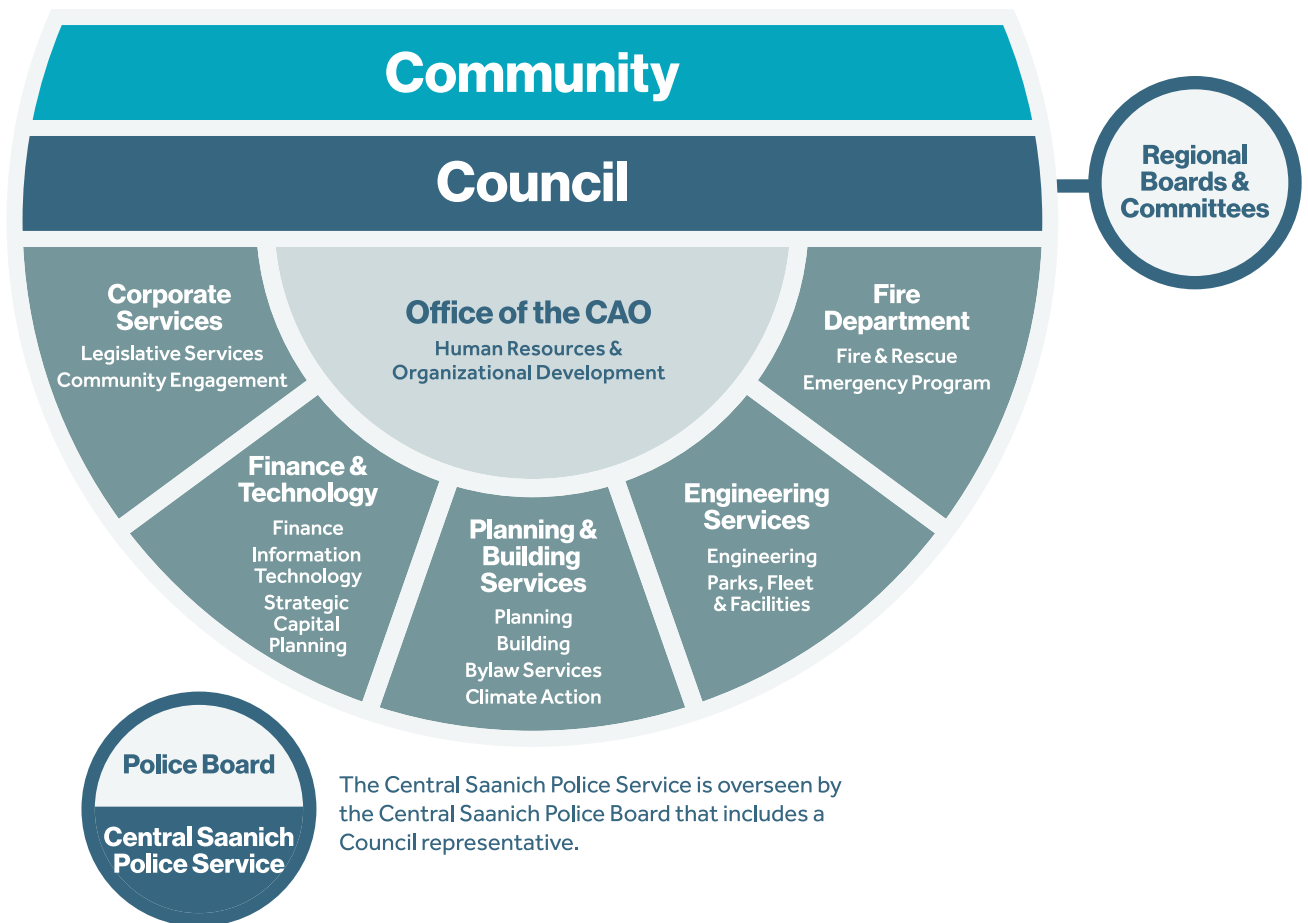 Community
Council
Regional
Boards &
Committees
Corporate
Services
Legislative Services
Community Engagement
Office of the CAO
Human Resources &
Organizational Development
Fire
Department
Fire & Rescue
Emergency Program
Finance &
Technology
Finance
Information
Technology
Strategic
Capital
Planning
Planning &
Building
Services
Planning
Building
Bylaw Services
Climate Action
Engineering
Services
Engineering
Parks, Fleet
& Facilities
Police Board
Central Saanich
Police Service
The Central Saanich Police Service is overseen by
the Central Saanich Police Board that includes a
Council representative.